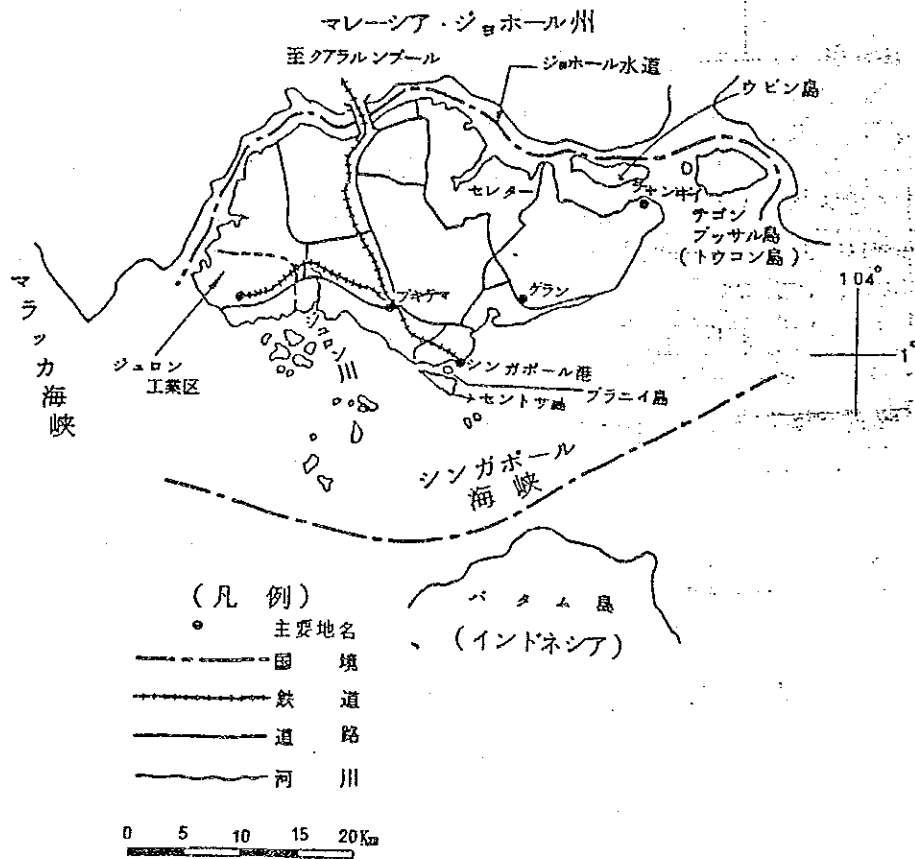 マレーシア・ジョホール州
至クアラルンプール
ジョホール水道
ウビン島
セレター
チャンギイ
テゴン
ブッサル島
(トウコン島)
104°
1°
マラッカ海峡
ブキテマ
ゲラン
ジュロン
工業区
ジュロン川
シンガポール港
セントサ島
ブラニイ島
シンガポール
海峡
バタム島
(インドネシア)
(凡例)
主要地名
国境
鉄道
道路
河川
0 5 10 15 20Km